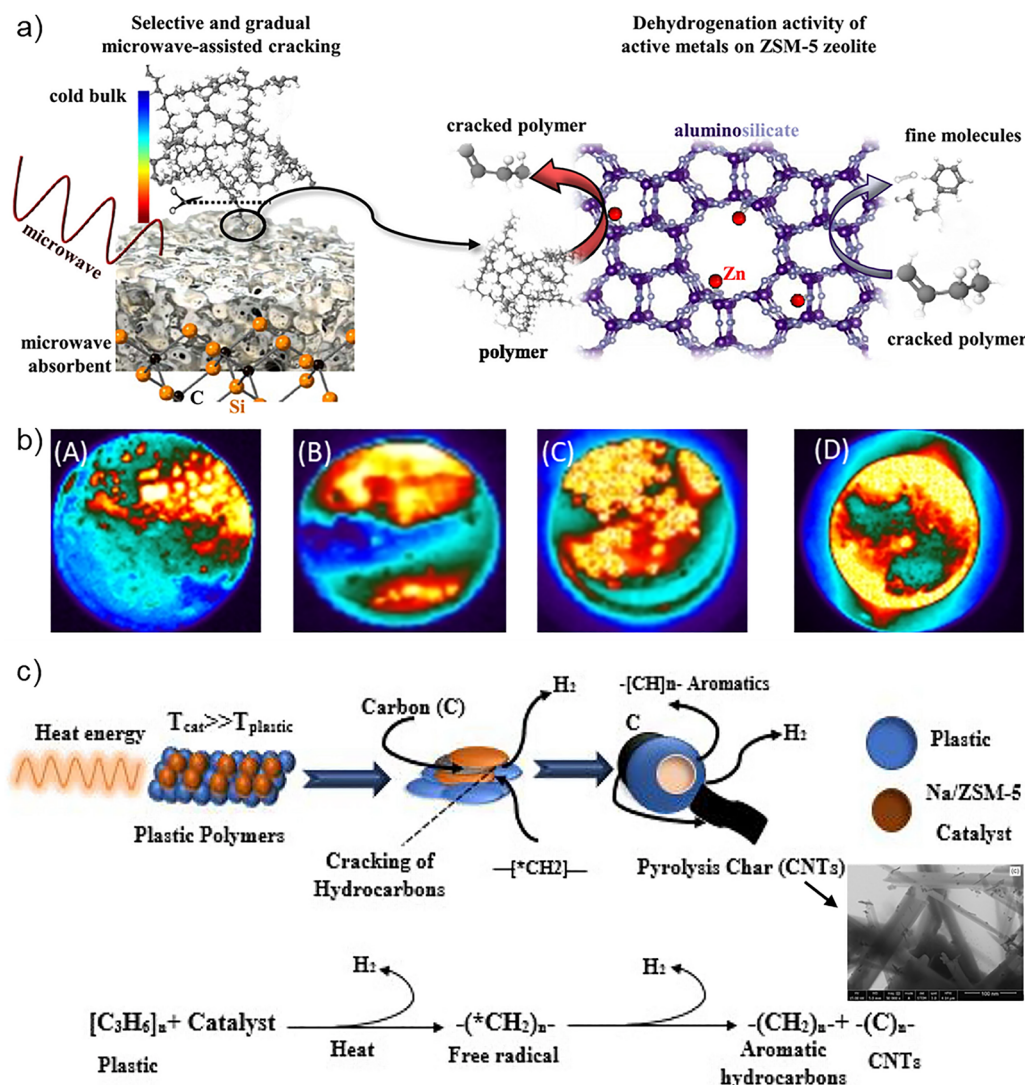 a)
Selective and gradual
microwave-assisted cracking
Dehydrogenation activity of
active metals on ZSM-5 zeolite
cold bulk
microwave
microwave
absorbent
C
Si
cracked polymer
aluminosilicate
fine molecules
Zn
polymer
cracked polymer
b)
(A)
(B)
(C)
(D)
c)
Heat energy
Tcat>>Tplastic
Plastic Polymers
Carbon (C)
H2
Cracking of
Hydrocarbons
—[*CH2]—
-[CH]n- Aromatics
C
H2
Pyrolysis Char (CNTs)
Plastic
Na/ZSM-5
Catalyst
(c)
100 nm
H2
H2
[C3H6]n+ Catalyst
Heat
-(*CH2)n-
-(CH2)n-+ -(C)n-
Plastic
Free radical
Aromatic
hydrocarbons
CNTs